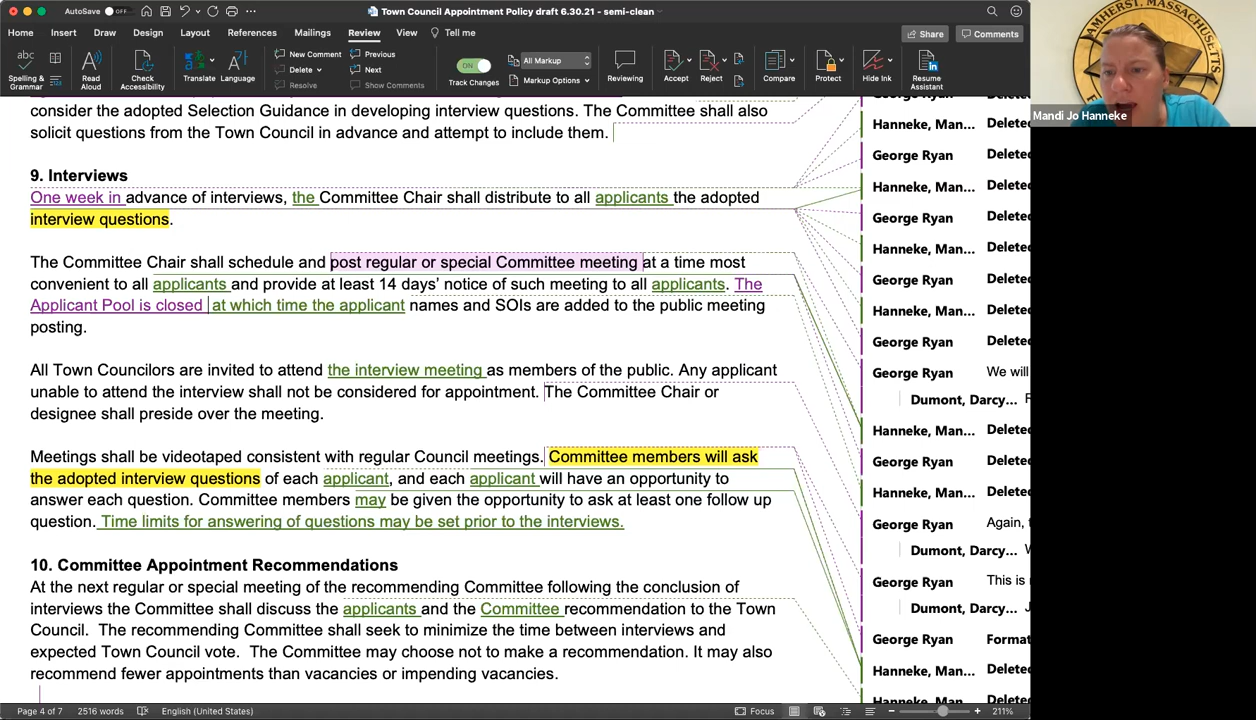 AutoSave OFF
Town Council Appointment Policy draft 6.30.21 - semi-clean
Home Insert Draw Design Layout References Mailings Review View Tell me
Share Comments
Spelling & Grammar
Read Aloud
Check Accessibility
Translate
Language
New Comment
Delete
Resolve
Previous
Next
Show Comments
ON
Track Changes
All Markup
Markup Options
Reviewing
Accept
Reject
Compare
Protect
Hide Ink
Resume Assistant
consider the adopted Selection Guidance in developing interview questions. The Committee shall also
solicit questions from the Town Council in advance and attempt to include them.
9. Interviews
One week in advance of interviews, the Committee Chair shall distribute to all applicants the adopted
interview questions.
The Committee Chair shall schedule and post regular or special Committee meeting at a time most
convenient to all applicants and provide at least 14 days' notice of such meeting to all applicants. The
Applicant Pool is closed at which time the applicant names and SOIs are added to the public meeting
posting.
All Town Councilors are invited to attend the interview meeting as members of the public. Any applicant
unable to attend the interview shall not be considered for appointment. The Committee Chair or
designee shall preside over the meeting.
Meetings shall be videotaped consistent with regular Council meetings. Committee members will ask
the adopted interview questions of each applicant, and each applicant will have an opportunity to
answer each question. Committee members may be given the opportunity to ask at least one follow up
question. Time limits for answering of questions may be set prior to the interviews.
10. Committee Appointment Recommendations
At the next regular or special meeting of the recommending Committee following the conclusion of
interviews the Committee shall discuss the applicants and the Committee recommendation to the Town
Council. The recommending Committee shall seek to minimize the time between interviews and
expected Town Council vote. The Committee may choose not to make a recommendation. It may also
recommend fewer appointments than vacancies or impending vacancies.
George Ryan Deleted
Hanneke, Man... Deleted
George Ryan Deleted
Hanneke, Man... Deleted
George Ryan Deleted
Hanneke, Man... Deleted
George Ryan Deleted
Hanneke, Man... Deleted
George Ryan Deleted
George Ryan We will
Dumont, Darcy...
Hanneke, Man... Deleted
George Ryan Deleted
Hanneke, Man... Deleted
George Ryan Again,
Dumont, Darcy...
George Ryan This is
Dumont, Darcy...
George Ryan Format
Hanneke, Man... Deleted
Hanneke, Man... Deleted
Page 4 of 7 2516 words English (United States) Focus 211%
AMHERST, MASSACHUSETTS
Mandi Jo Hanneke